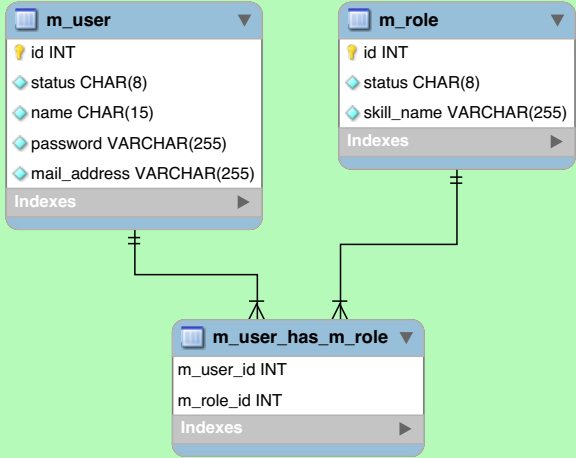 m_user
id INT
status CHAR(8)
name CHAR(15)
password VARCHAR(255)
mail_address VARCHAR(255)
Indexes
m_role
id INT
status CHAR(8)
skill_name VARCHAR(255)
Indexes
m_user_has_m_role
m_user_id INT
m_role_id INT
Indexes